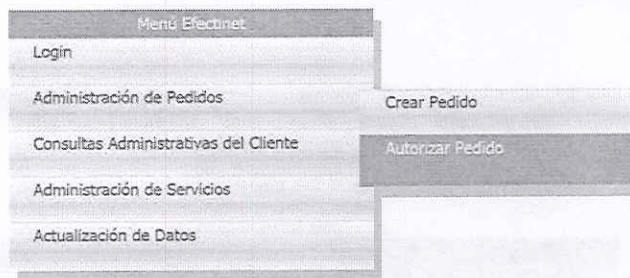 Menú Efectinet
Login
Administración de Pedidos
Crear Pedido
Consultas Administrativas del Cliente
Autorizar Pedido
Administración de Servicios
Actualización de Datos